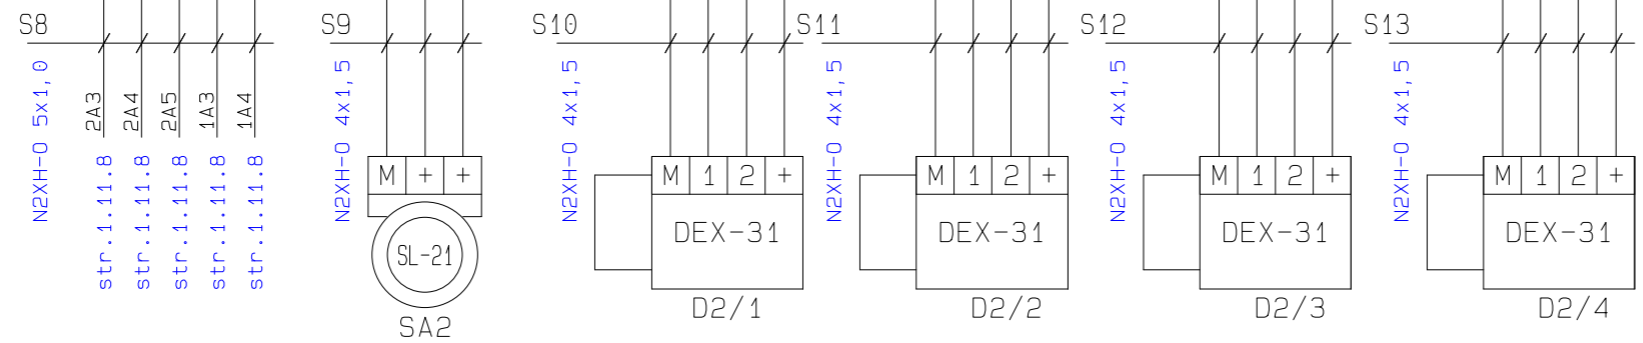 S8
S9
S10
S11
S12
S13
N2XH-O 5x1,0
2A3
2A4
2A5
1A3
1A4
str.1.11.8
str.1.11.8
str.1.11.8
str.1.11.8
str.1.11.8
N2XH-O 4x1,5
M + +
SL-21
SA2
N2XH-O 4x1,5
M 1 2 +
DEX-31
D2/1
N2XH-O 4x1,5
M 1 2 +
DEX-31
D2/2
N2XH-O 4x1,5
M 1 2 +
DEX-31
D2/3
N2XH-O 4x1,5
M 1 2 +
DEX-31
D2/4